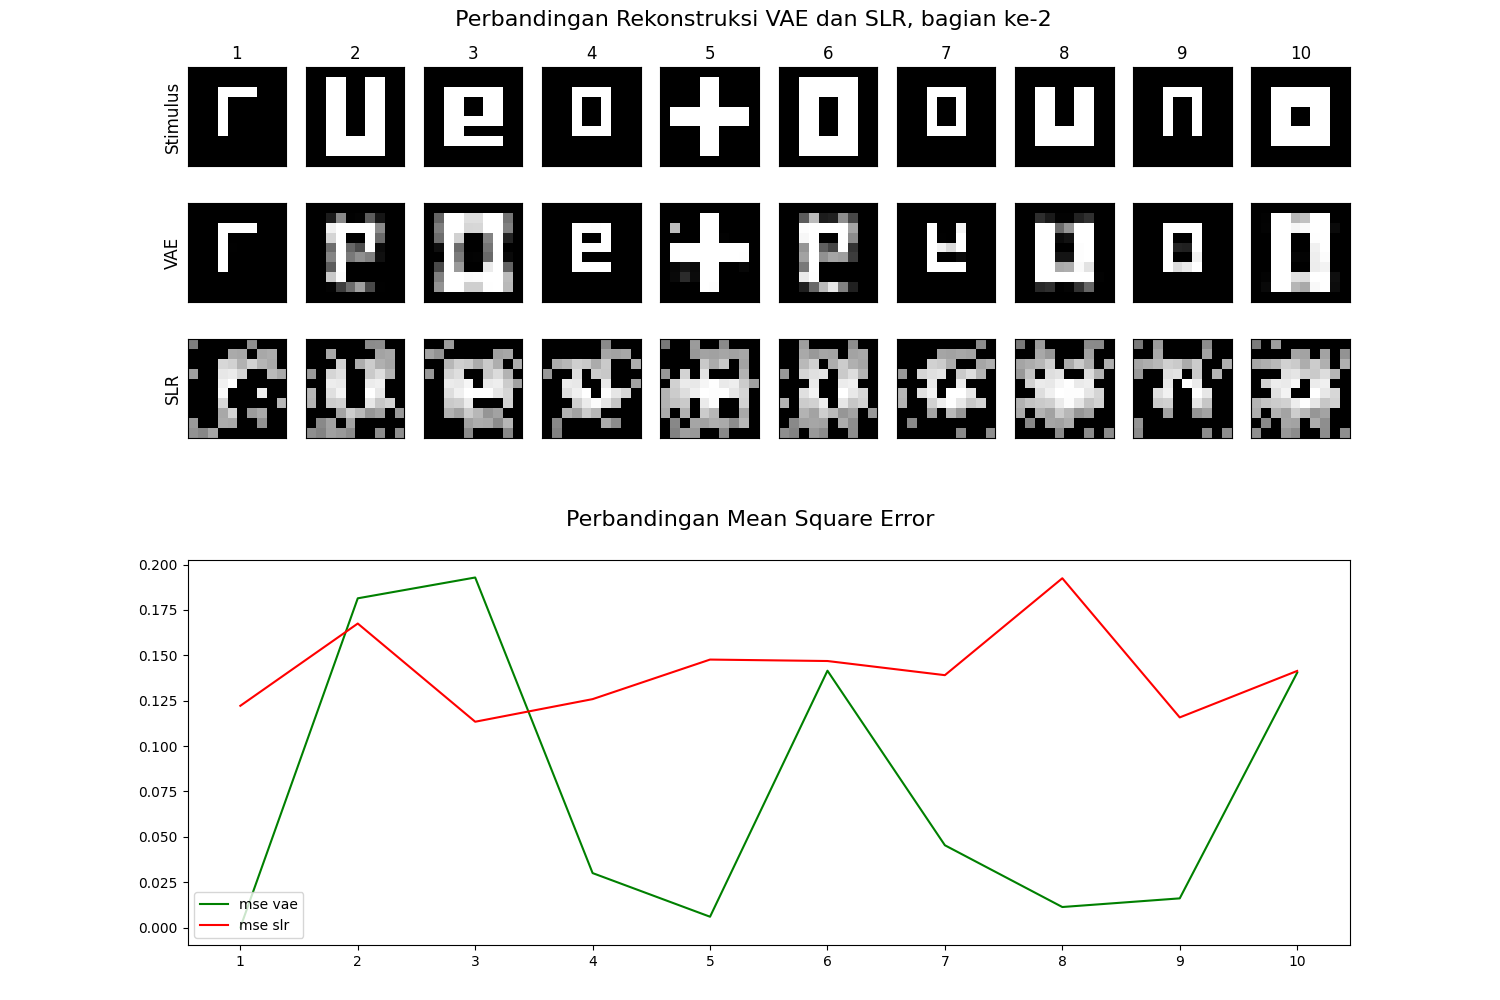 Perbandingan Rekonstruksi VAE dan SLR, bagian ke-2
1 2 3 4 5 6 7 8 9 10
Stimulus
VAE
SLR
Perbandingan Mean Square Error
0.200
0.175
0.150
0.125
0.100
0.075
0.050
0.025
0.000
mse vae
mse slr
1 2 3 4 5 6 7 8 9 10